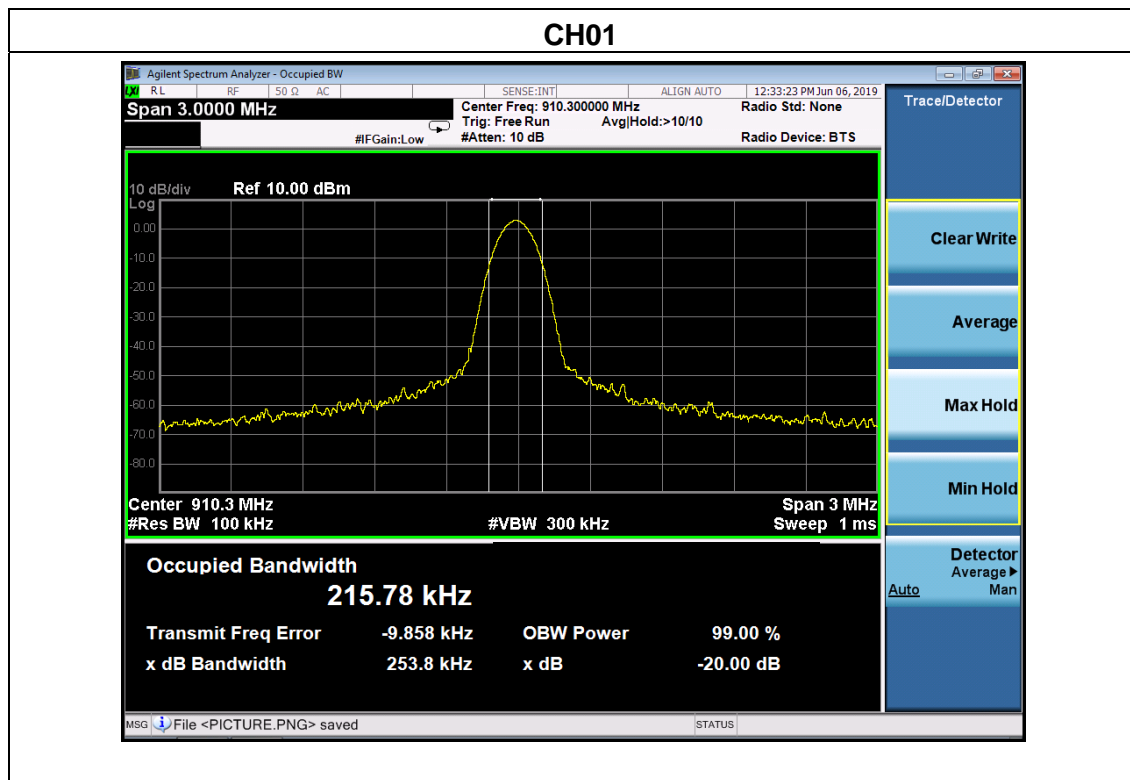 CH01
Agilent Spectrum Analyzer - Occupied BW
LXI RL RF 50 Ω AC SENSE:INT ALIGN AUTO 12:33:23 PM Jun 06, 2019
Span 3.0000 MHz
Center Freq: 910.300000 MHz
Radio Std: None
Trig: Free Run Avg|Hold:>10/10
#IFGain:Low
#Atten: 10 dB
Radio Device: BTS
10 dB/div Ref 10.00 dBm
Log
0.00
-10.0
-20.0
-30.0
-40.0
-50.0
-60.0
-70.0
-80.0
Center 910.3 MHz
Span 3 MHz
#Res BW 100 kHz
#VBW 300 kHz
Sweep 1 ms
Occupied Bandwidth
215.78 kHz
Transmit Freq Error -9.858 kHz OBW Power 99.00 %
x dB Bandwidth 253.8 kHz x dB -20.00 dB
Trace/Detector
Clear Write
Average
Max Hold
Min Hold
Detector
Average▶
Auto Man
MSG File <PICTURE.PNG> saved
STATUS